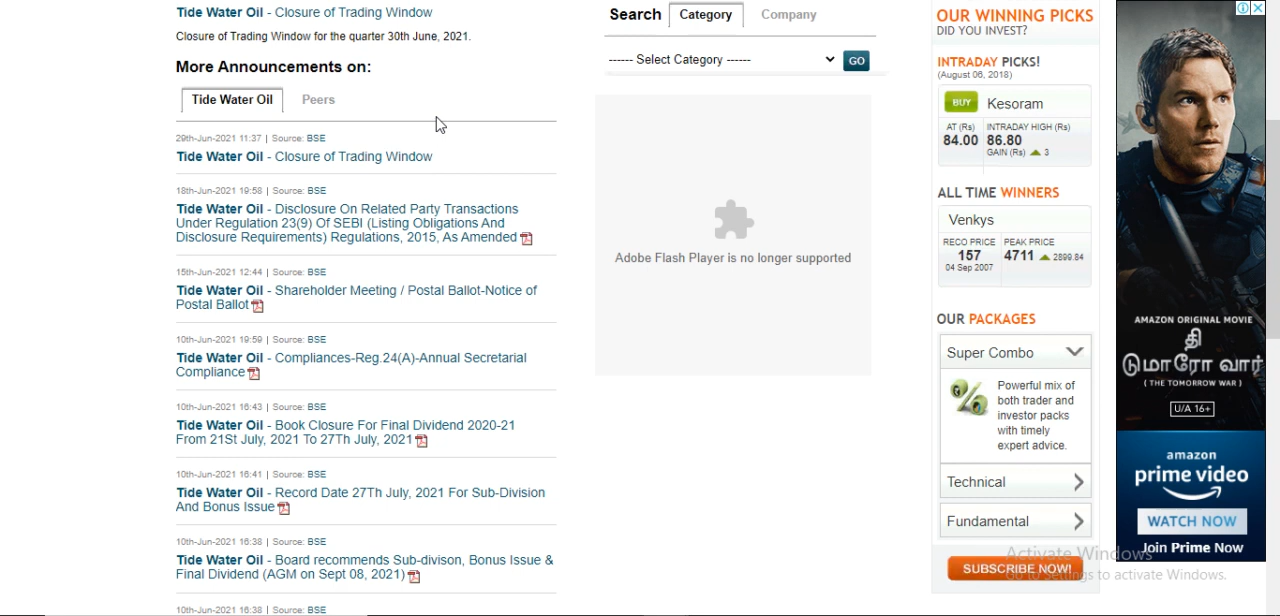 Tide Water Oil - Closure of Trading Window
Closure of Trading Window for the quarter 30th June, 2021.
More Announcements on:
Tide Water Oil Peers
29th-Jun-2021 11:37 | Source: BSE
Tide Water Oil - Closure of Trading Window
18th-Jun-2021 19:58 | Source: BSE
Tide Water Oil - Disclosure On Related Party Transactions
Under Regulation 23(9) Of SEBI (Listing Obligations And
Disclosure Requirements) Regulations, 2015, As Amended
15th-Jun-2021 12:44 | Source: BSE
Tide Water Oil - Shareholder Meeting / Postal Ballot-Notice of
Postal Ballot
10th-Jun-2021 19:59 | Source: BSE
Tide Water Oil - Compliances-Reg.24(A)-Annual Secretarial
Compliance
10th-Jun-2021 16:43 | Source: BSE
Tide Water Oil - Book Closure For Final Dividend 2020-21
From 21St July, 2021 To 27Th July, 2021
10th-Jun-2021 16:41 | Source: BSE
Tide Water Oil - Record Date 27Th July, 2021 For Sub-Division
And Bonus Issue
10th-Jun-2021 16:38 | Source: BSE
Tide Water Oil - Board recommends Sub-divison, Bonus Issue &
Final Dividend (AGM on Sept 08, 2021)
10th-Jun-2021 16:38 | Source: BSE
Search Category Company
------ Select Category ------ GO
Adobe Flash Player is no longer supported
OUR WINNING PICKS
DID YOU INVEST?
INTRADAY PICKS!
(August 06, 2018)
BUY Kesoram
AT (Rs) INTRADAY HIGH (Rs)
84.00 86.80
GAIN (Rs) 3
ALL TIME WINNERS
Venkys
RECO PRICE PEAK PRICE
157 4711 2899.84
04 Sep 2007
OUR PACKAGES
Super Combo
Powerful mix of
both trader and
investor packs
with timely
expert advice.
Technical
Fundamental
SUBSCRIBE NOW!
AMAZON ORIGINAL MOVIE
தி
டுமாரோ வார்
( THE TOMORROW WAR )
U/A 16+
amazon
prime video
WATCH NOW
Join Prime Now
Activate Windows
Go to Settings to activate Windows.